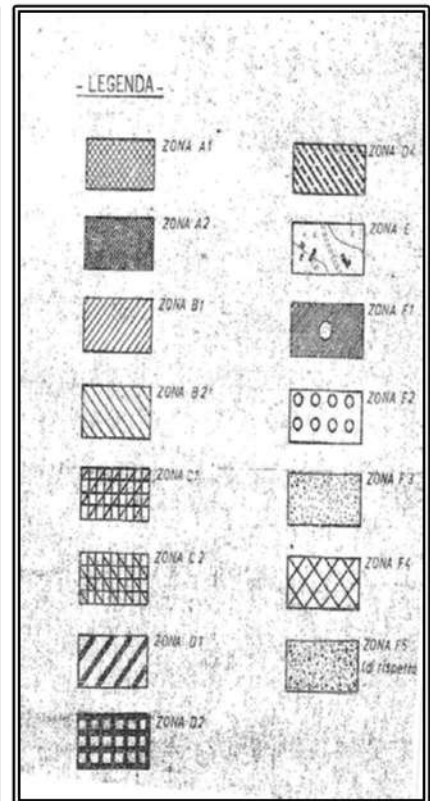 - LEGENDA -
ZONA A1
ZONA A2
ZONA B1
ZONA B2
ZONA C1
ZONA C2
ZONA D1
ZONA D2
ZONA D4
ZONA E
ZONA F1
ZONA F2
ZONA F3
ZONA F4
ZONA F5
(di rispetto